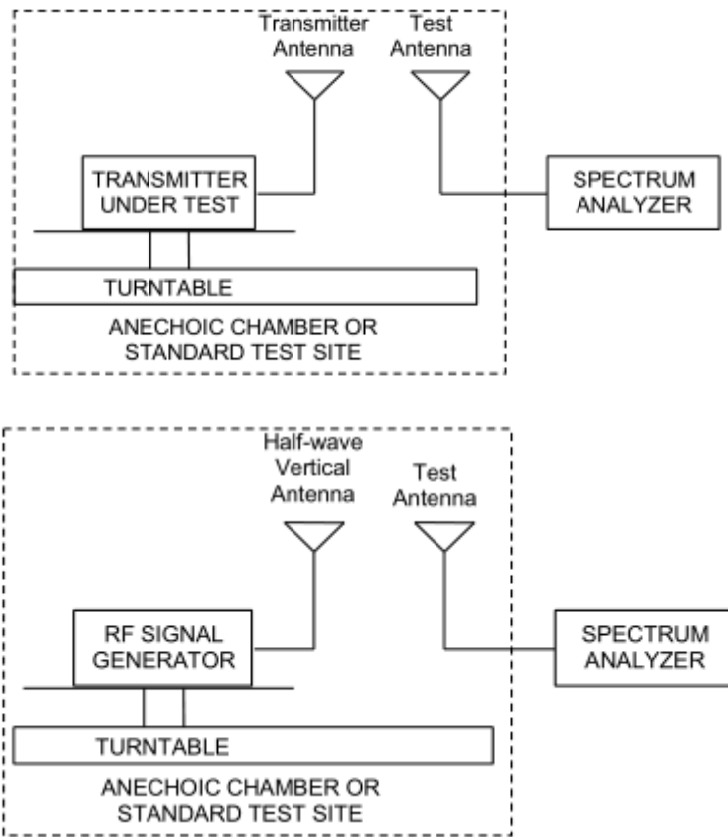 Transmitter
Antenna
Test
Antenna
TRANSMITTER
UNDER TEST
SPECTRUM
ANALYZER
TURNTABLE
ANECHOIC CHAMBER OR
STANDARD TEST SITE
Half-wave
Vertical
Antenna
Test
Antenna
RF SIGNAL
GENERATOR
SPECTRUM
ANALYZER
TURNTABLE
ANECHOIC CHAMBER OR
STANDARD TEST SITE